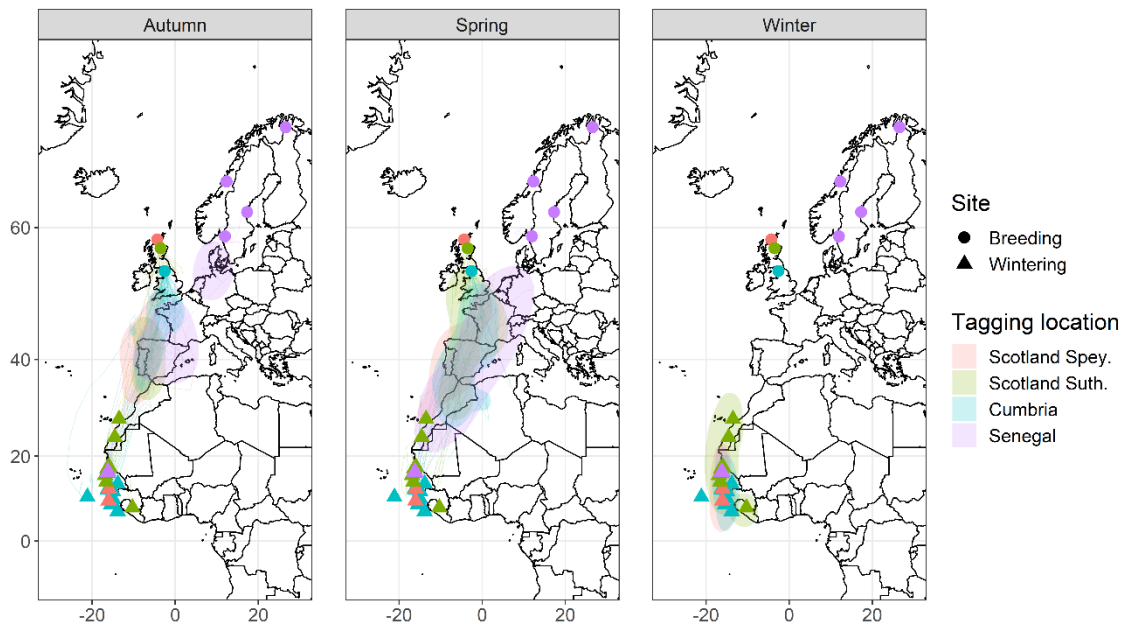 Autumn
Spring
Winter
60
40
20
0
-20 0 20
-20 0 20
-20 0 20
Site
Breeding
Wintering
Tagging location
Scotland Spey.
Scotland Suth.
Cumbria
Senegal